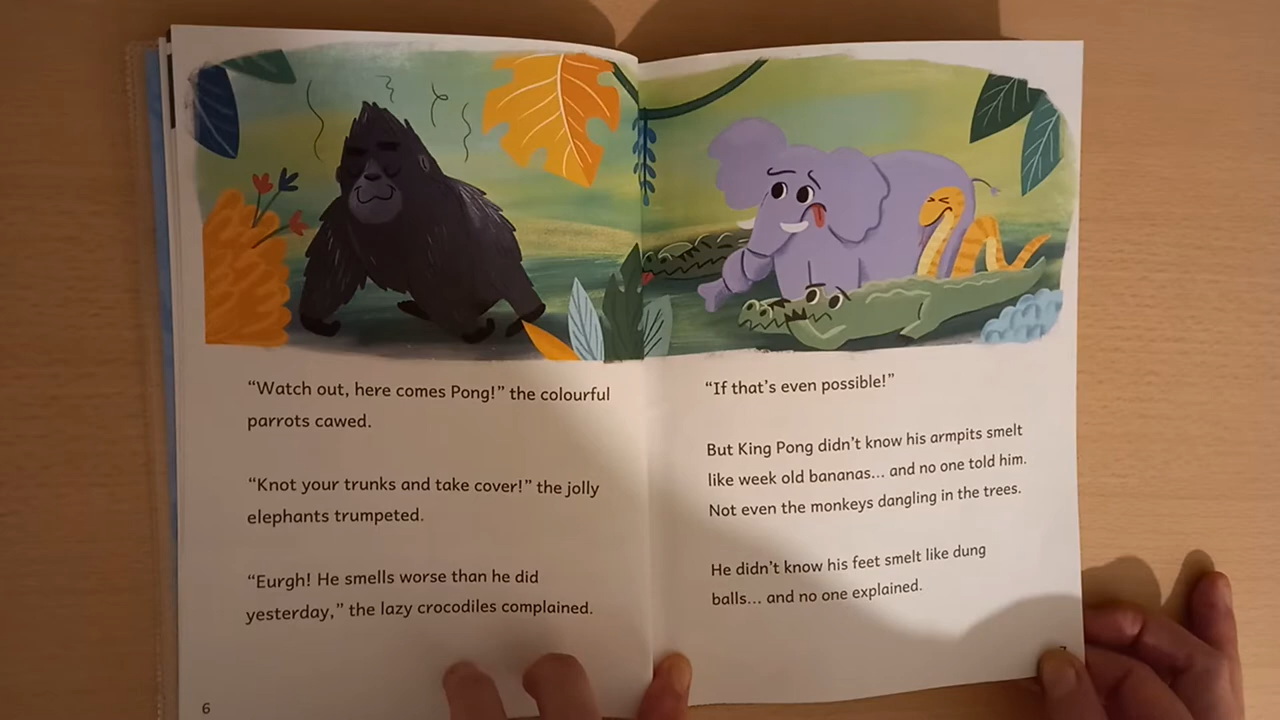 “Watch out, here comes Pong!” the colourful
parrots cawed.
“Knot your trunks and take cover!” the jolly
elephants trumpeted.
“Eurgh! He smells worse than he did
yesterday,” the lazy crocodiles complained.
6
“If that’s even possible!”
But King Pong didn’t know his armpits smelt
like week old bananas... and no one told him.
Not even the monkeys dangling in the trees.
He didn’t know his feet smelt like dung
balls... and no one explained.